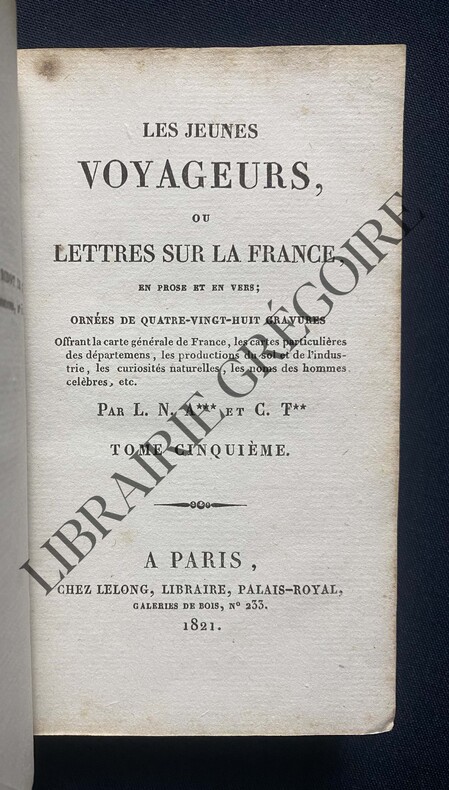 LES JEUNES
VOYAGEURS,
OU
LETTRES SUR LA FRANCE,
EN PROSE ET EN VERS;
ORNÉES DE QUATRE-VINGT-HUIT GRAVURES
Offrant la carte générale de France, les cartes particulières
des départemens, les productions du sol et de l'indus-
trie, les curiosités naturelles, les noms des hommes
celèbres, etc.
PAR L. N. A*** ET C. T**
TOME CINQUIÈME.
A PARIS,
CHEZ LELONG, LIBRAIRE, PALAIS-ROYAL,
GALERIES DE BOIS, Nº 233.
1821.
LIBRAIRIE GRÉGOIRE